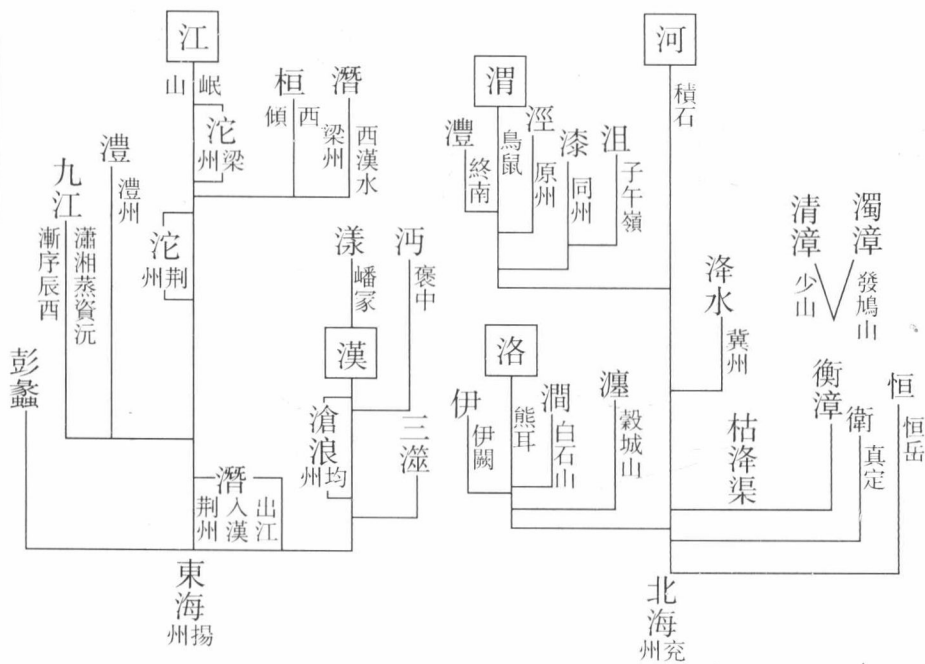 河
積石
沮
子午嶺
漆
同州
涇
原州
渭
鳥鼠
灃
終南
濁漳
發鳩山
清漳
少山
洚水
冀州
恒
恒岳
衛
真定
衡漳
枯洚渠
瀍
穀城山
澗
白石山
洛
熊耳
伊
伊闕
北海
兖州
江
岷山
沱
梁州
潛
西漢水
梁州
桓
西傾
沱
荆州
澧
澧州
九江
瀟湘蒸資沅
漸序辰酉
彭蠡
沔
褒中
漾
嶓冢
漢
滄浪
均州
三澨
潛
出江
入漢
荆州
東海
揚州